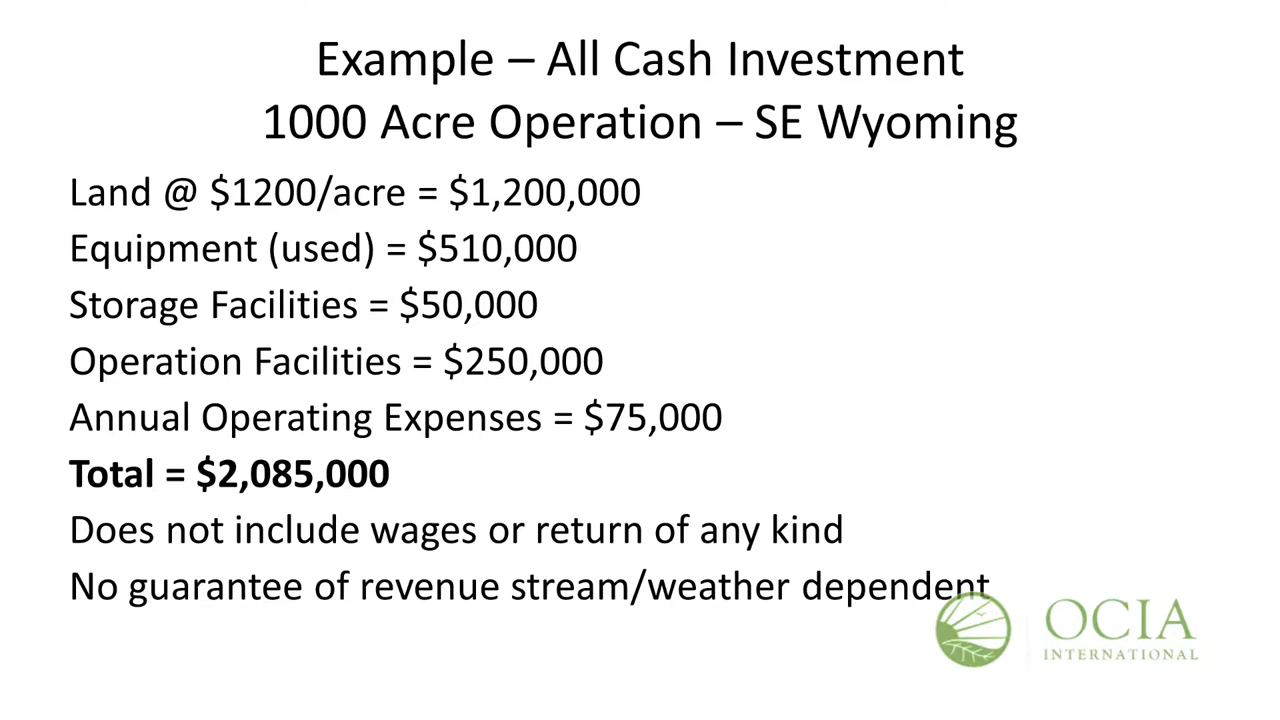 Example – All Cash Investment
1000 Acre Operation – SE Wyoming
Land @ $1200/acre = $1,200,000
Equipment (used) = $510,000
Storage Facilities = $50,000
Operation Facilities = $250,000
Annual Operating Expenses = $75,000
Total = $2,085,000
Does not include wages or return of any kind
No guarantee of revenue stream/weather dependent
OCIA
INTERNATIONAL